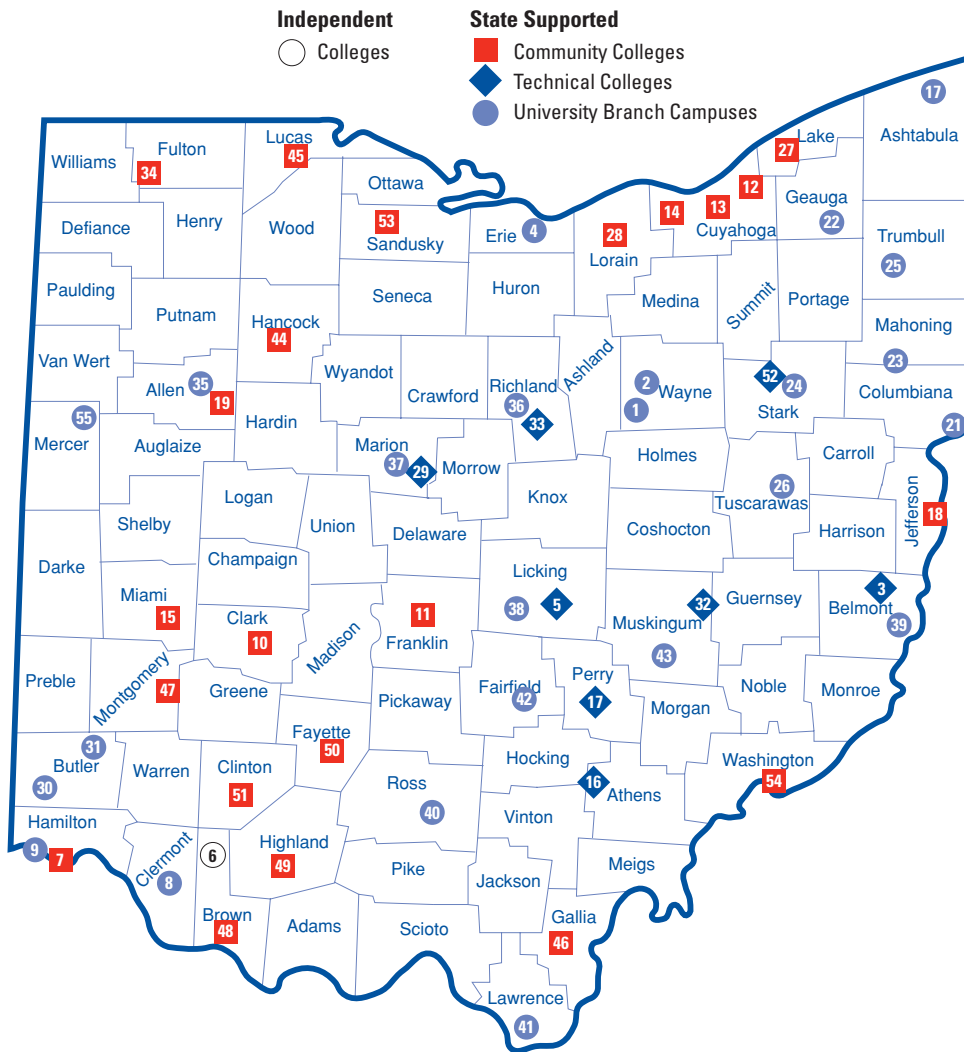 Independent
Colleges
State Supported
Community Colleges
Technical Colleges
University Branch Campuses
17
Ashtabula
Lake
27
Williams
Fulton
34
Lucas
45
Ottawa
12
13
14
Cuyahoga
Geauga
22
Defiance
Henry
Wood
53
Sandusky
Erie
4
28
Lorain
Trumbull
25
Paulding
Putnam
Hancock
44
Seneca
Huron
Medina
Summit
Portage
Mahoning
23
Van Wert
Allen
35
19
Wyandot
Crawford
Richland
36
33
Ashland
2
Wayne
1
52
24
Stark
Columbiana
21
55
Mercer
Auglaize
Hardin
Marion
37
29
Morrow
Holmes
Carroll
Logan
Knox
26
Tuscarawas
Jefferson
18
Shelby
Union
Delaware
Coshocton
Harrison
Darke
Champaign
Licking
38
5
3
Belmont
39
Miami
15
Clark
10
Madison
11
Franklin
32
Muskingum
43
Guernsey
Preble
Montgomery
47
Greene
Pickaway
Fairfield
42
Perry
17
Morgan
Noble
Monroe
31
Butler
30
Warren
Clinton
51
Fayette
50
Ross
40
Hocking
16
Athens
Washington
54
Hamilton
9
7
Clermont
8
6
Highland
49
Vinton
Pike
Jackson
Meigs
Brown
48
Adams
Scioto
Gallia
46
Lawrence
41